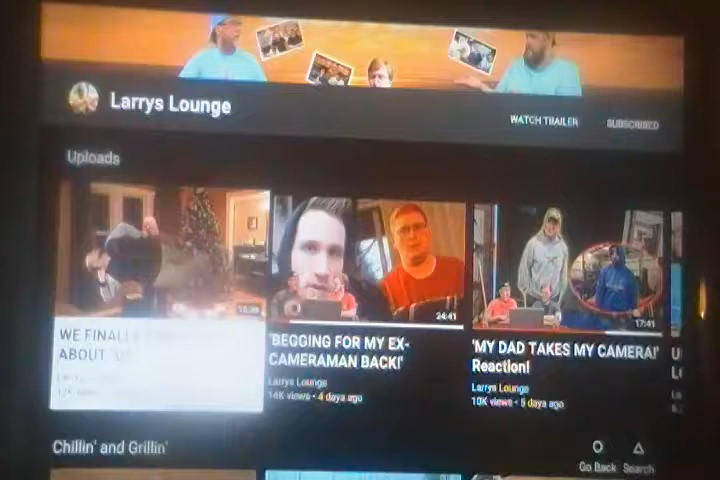 Larrys Lounge
WATCH TRAILER
SUBSCRIBED
Uploads
24:41
17:41
WE FINALLY
ABOUT
'BEGGING FOR MY EX-
CAMERAMAN BACK!'
Larrys Lounge
14K views • 4 days ago
'MY DAD TAKES MY CAMERA!'
Reaction!
Larrys Lounge
10K views • 5 days ago
Chillin' and Grillin'
Go Back
Search